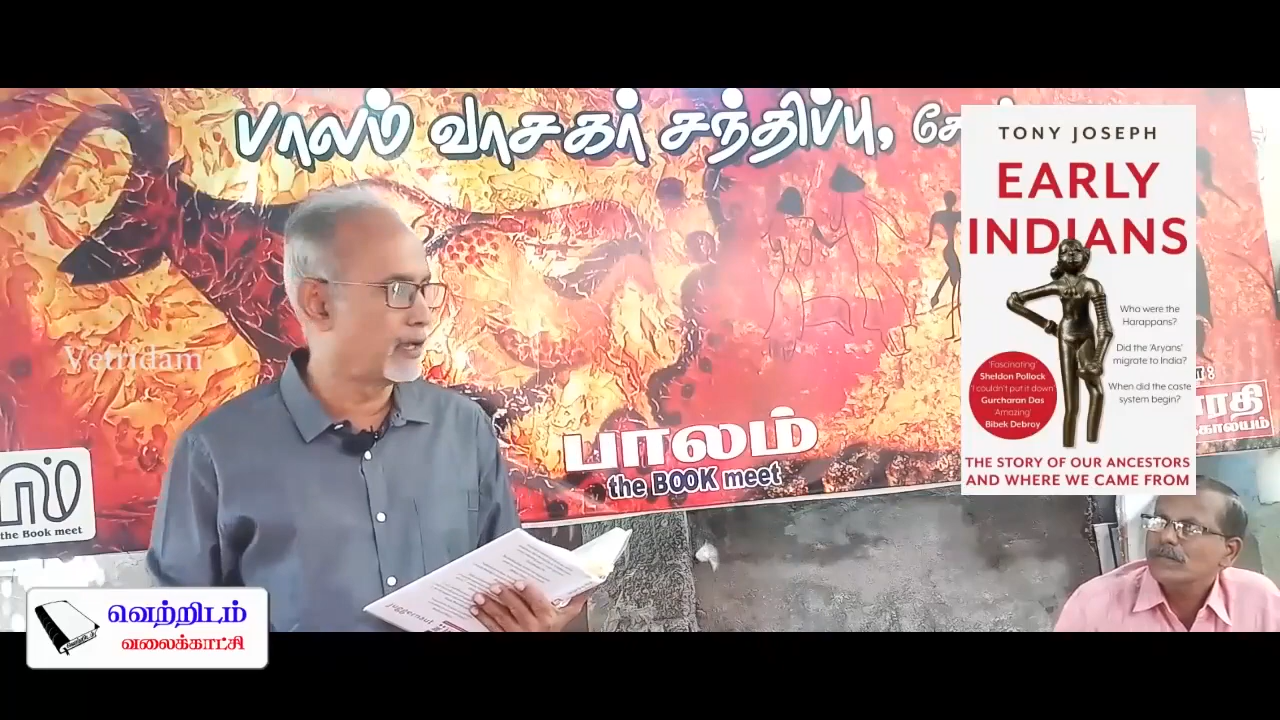 பாலம் வாசகர் சந்திப்பு,
TONY JOSEPH
EARLY
INDIANS
Who were the
Harappans?
Did the 'Aryans'
migrate to India?
When did the caste
system begin?
'Fascinating'
Sheldon Pollock
'I couldn't put it down'
Gurcharan Das
'Amazing'
Bibek Debroy
THE STORY OF OUR ANCESTORS
AND WHERE WE CAME FROM
Vetridam
பாலம்
the BOOK meet
the Book meet
juggernaut
வெற்றிடம்
வலைக்காட்சி